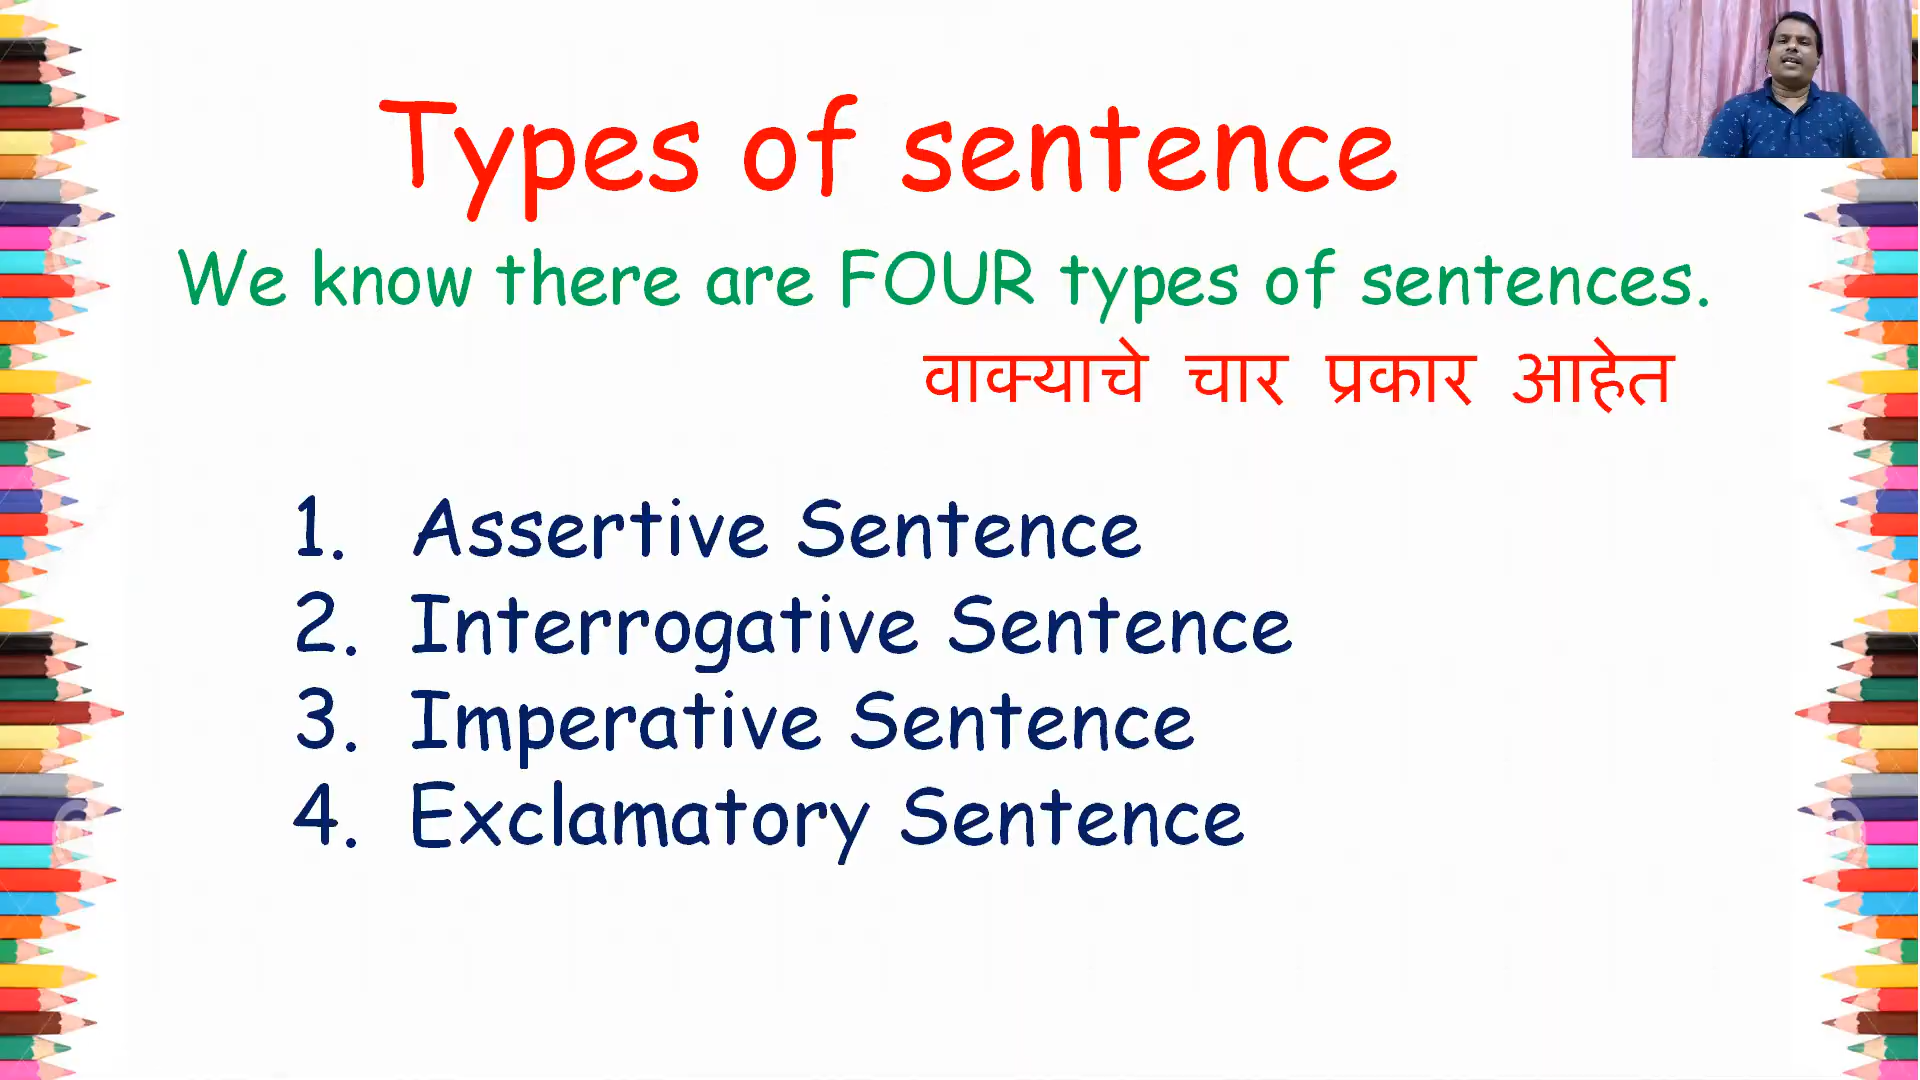 Types of sentence
We know there are FOUR types of sentences.
वाक्याचे चार प्रकार आहेत
1. Assertive Sentence
2. Interrogative Sentence
3. Imperative Sentence
4. Exclamatory Sentence